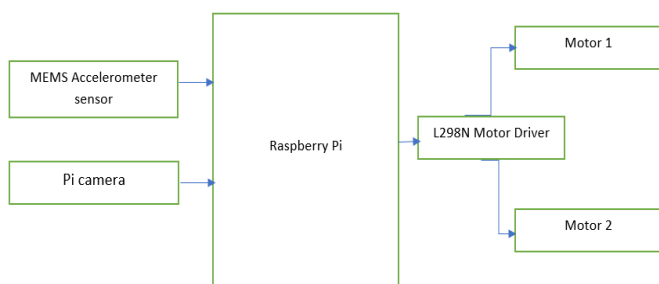 MEMS Accelerometer
sensor
Pi camera
Raspberry Pi
L298N Motor Driver
Motor 1
Motor 2